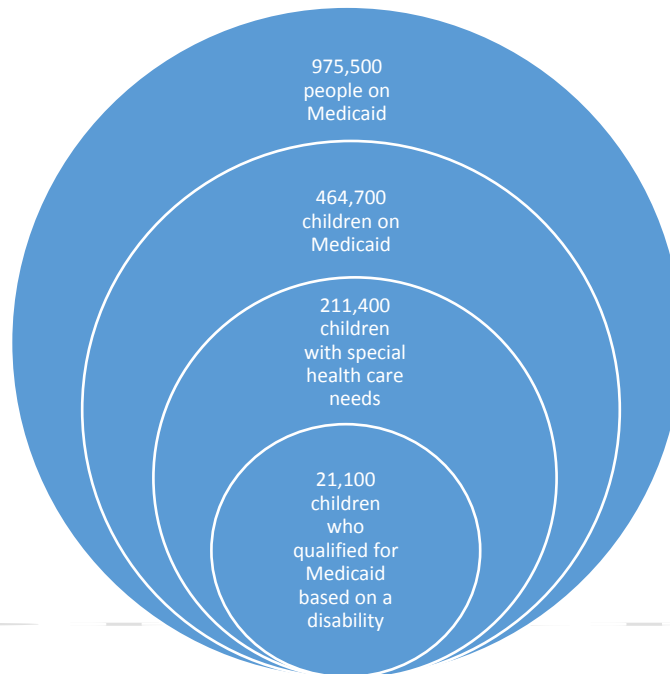 975,500
people on
Medicaid
464,700
children on
Medicaid
211,400
children
with special
health care
needs
21,100
children
who
qualified for
Medicaid
based on a
disability